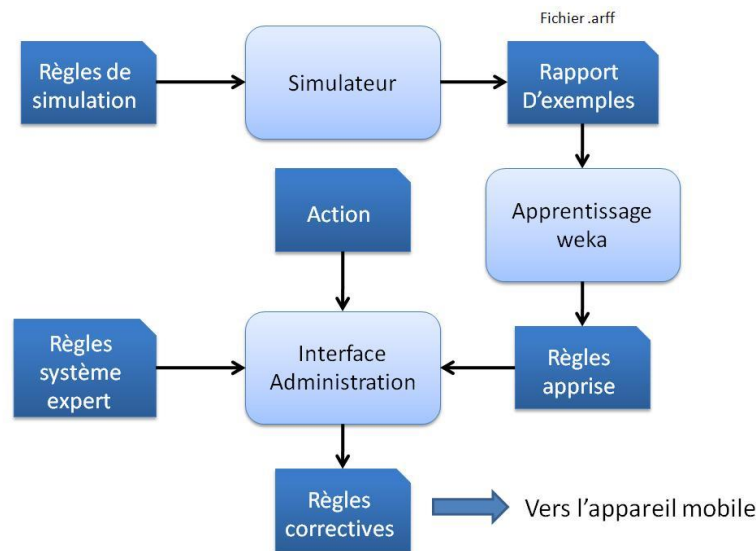 Fichier .arff
Règles de
simulation
Simulateur
Rapport
D'exemples
Action
Apprentissage
weka
Règles
système
expert
Interface
Administration
Règles
apprise
Règles
correctives
Vers l'appareil mobile